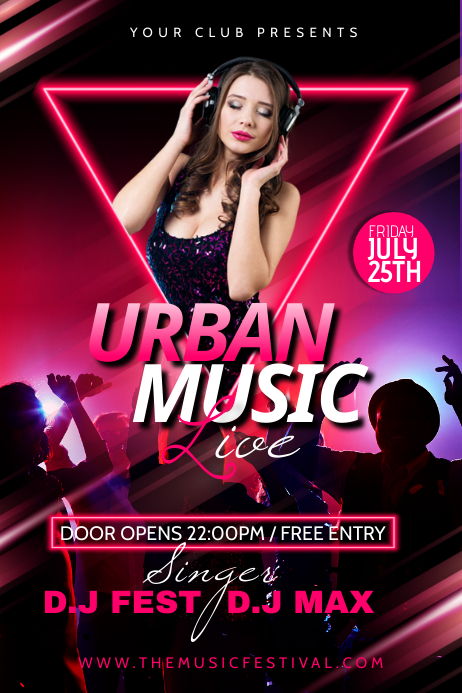 YOUR CLUB PRESENTS
FRIDAY
JULY
25TH
URBAN
MUSIC
Live
DOOR OPENS 22:00PM / FREE ENTRY
Singer
D.J FEST D.J MAX
WWW.THEMUSICFESTIVAL.COM